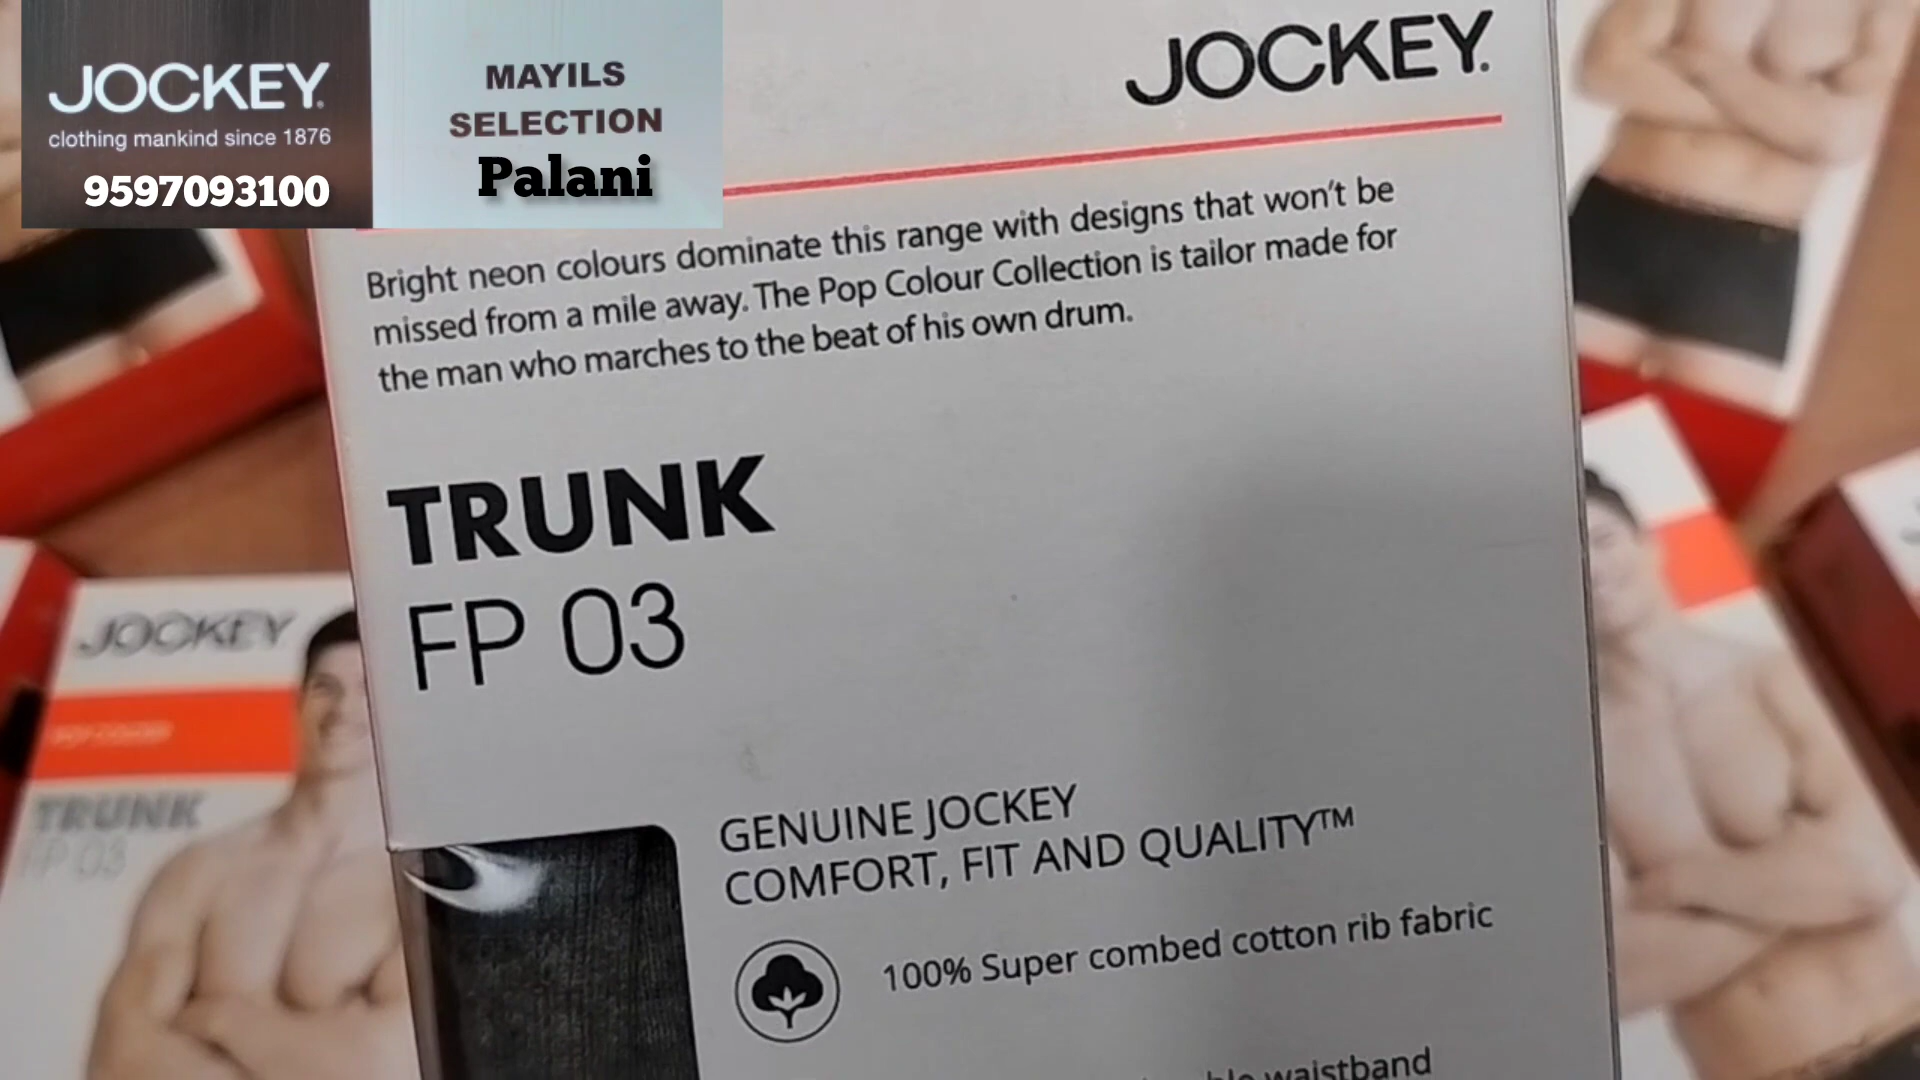 JOCKEY
clothing mankind since 1876
9597093100
MAYILS
SELECTION
Palani
JOCKEY
Bright neon colours dominate this range with designs that won't be
missed from a mile away. The Pop Colour Collection is tailor made for
the man who marches to the beat of his own drum.
TRUNK
FP 03
GENUINE JOCKEY
COMFORT, FIT AND QUALITY™
100% Super combed cotton rib fabric
waistband
JOCKEY
TRUNK
FP 03